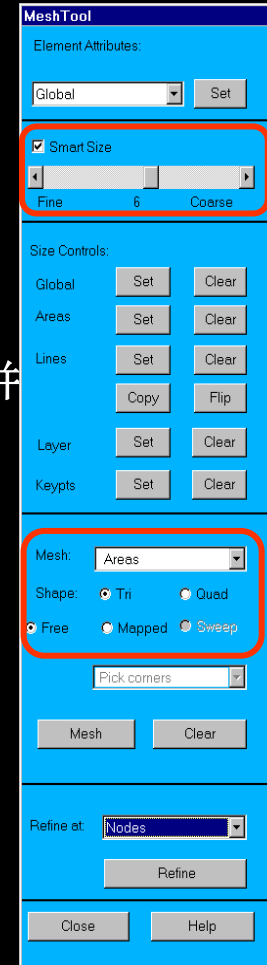 MeshTool
Element Attributes:
Global Set
Smart Size
Fine 6 Coarse
Size Controls:
Global Set Clear
Areas Set Clear
Lines Set Clear
Copy Flip
Layer Set Clear
Keypts Set Clear
Mesh: Areas
Shape: Tri Quad
Free Mapped Sweep
Pick corners
Mesh Clear
Refine at: Nodes
Refine
Close Help